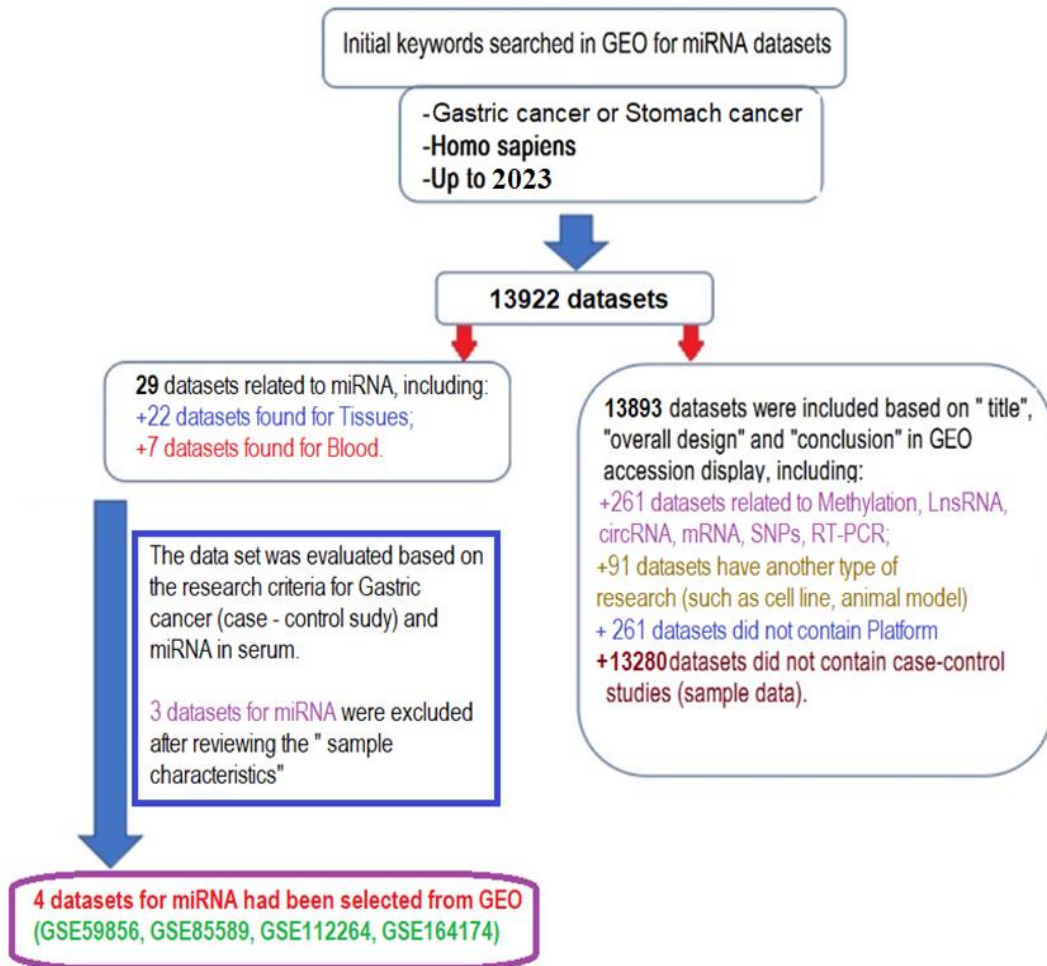 Initial keywords searched in GEO for miRNA datasets
-Gastric cancer or Stomach cancer
-Homo sapiens
-Up to 2023
13922 datasets
29 datasets related to miRNA, including:
+22 datasets found for Tissues;
+7 datasets found for Blood.
13893 datasets were included based on " title",
"overall design" and "conclusion" in GEO
accession display, including:
+261 datasets related to Methylation, LnsRNA,
circRNA, mRNA, SNPs, RT-PCR;
+91 datasets have another type of
research (such as cell line, animal model)
+ 261 datasets did not contain Platform
+13280 datasets did not contain case-control
studies (sample data).
The data set was evaluated based on
the research criteria for Gastric
cancer (case - control sudy) and
miRNA in serum.
3 datasets for miRNA were excluded
after reviewing the " sample
characteristics"
4 datasets for miRNA had been selected from GEO
(GSE59856, GSE85589, GSE112264, GSE164174)